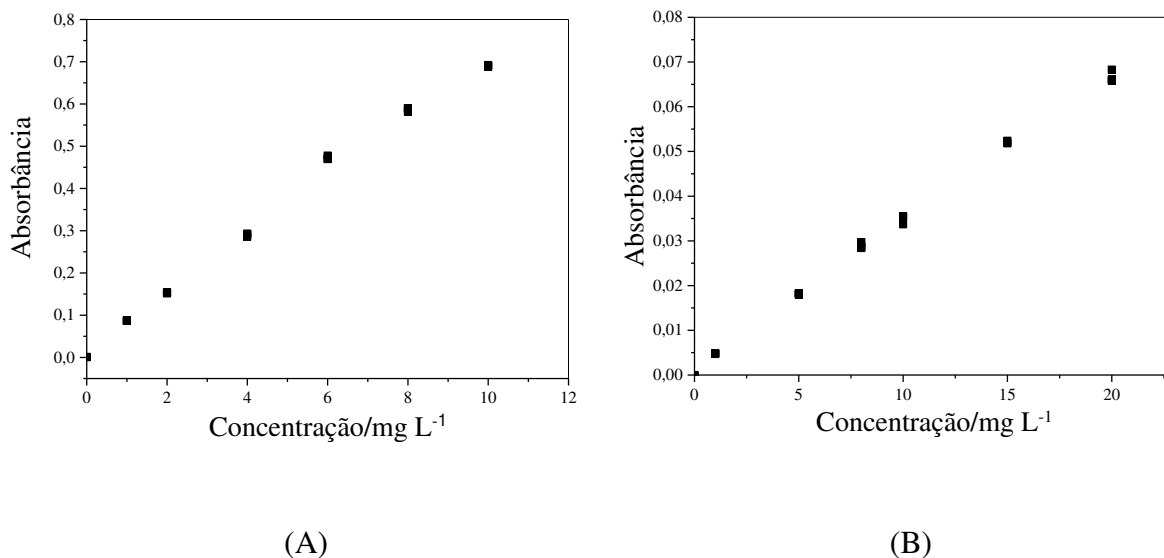 0,8
0,7
0,6
0,5
0,4
0,3
0,2
0,1
0,0
Absorbância
0 2 4 6 8 10 12
Concentração/mg L⁻¹
(A)
0,08
0,07
0,06
0,05
0,04
0,03
0,02
0,01
0,00
Absorbância
0 5 10 15 20
Concentração/mg L⁻¹
(B)